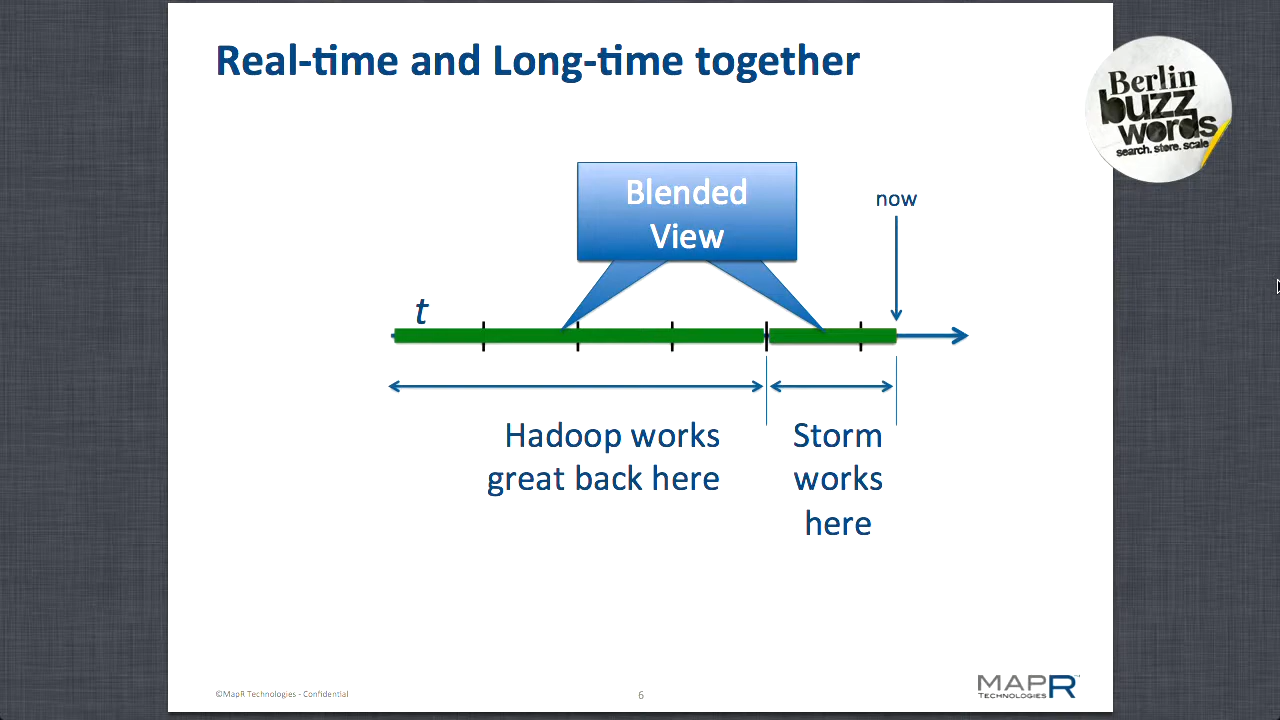 Real-time and Long-time together
Berlin
buzz
words
search. store. scale
Blended
View
now
t
Hadoop works
great back here
Storm
works
here
©MapR Technologies - Confidential
6
MAPR™
TECHNOLOGIES